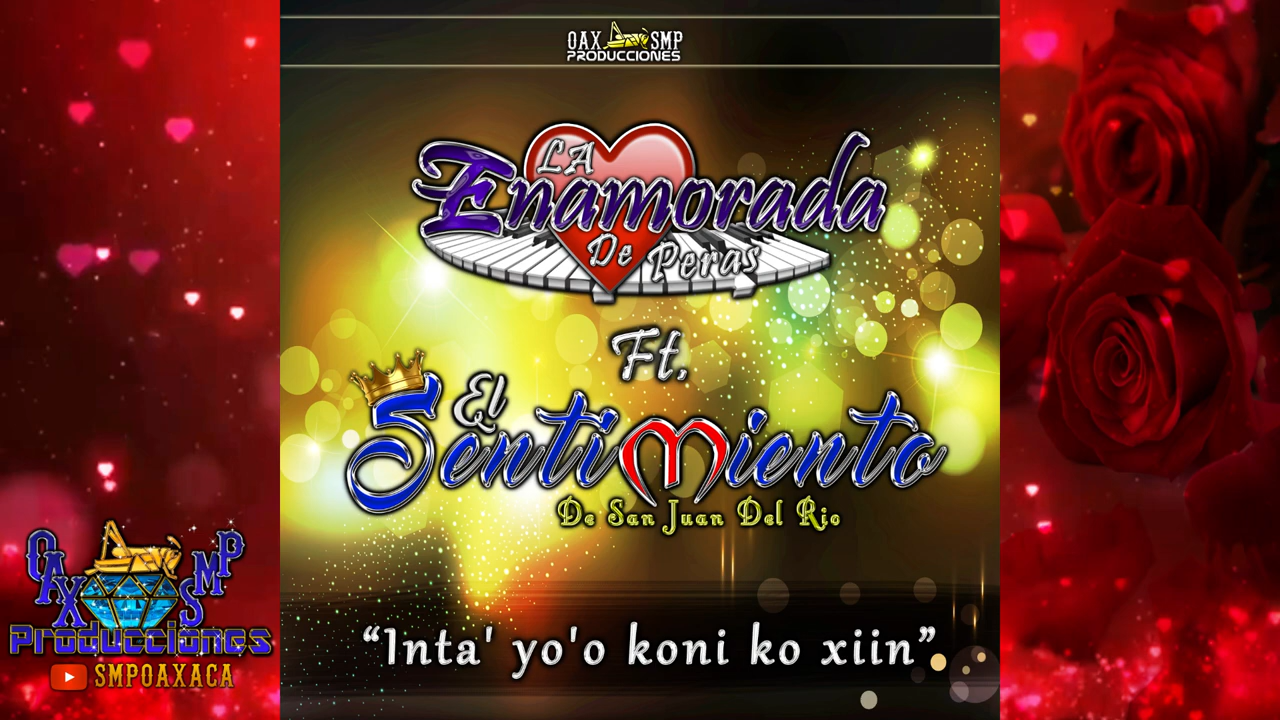 OAX SMP
PRODUCCIONES
LA
Enamorada
De Peras
Ft.
El
Sentimiento
De San Juan Del Rio
"Inta' yo'o koni ko xiin"
OAX SMP
Producciones
SMPOAXACA